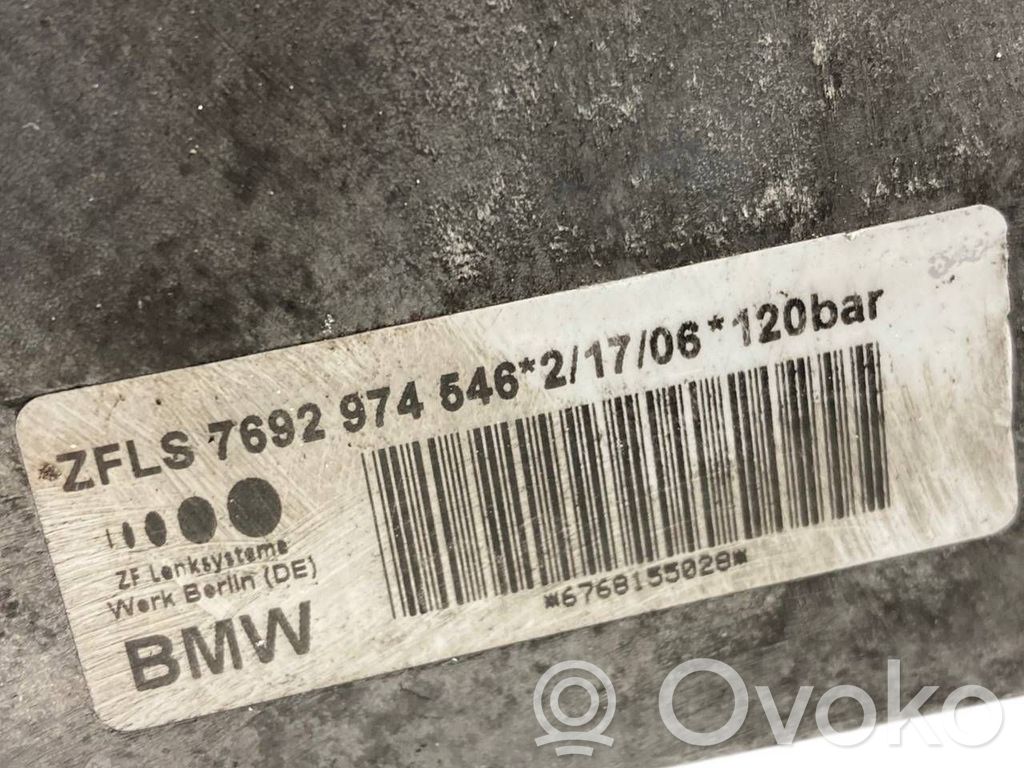 ZFLS 7692 974 546*2/17/06*120bar
ZF Lenksysteme
Werk Berlin (DE)
BMW
*6768155028*
© Ovoko